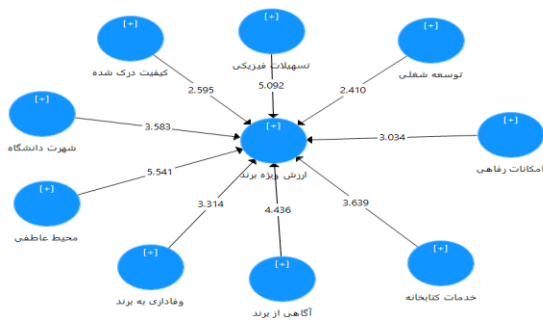 [+]
تسهیلات فیزیکی
[+]
کیفیت درک شده
[+]
توسعه شغلی
5.092
2.595
2.410
[+]
شهرت دانشگاه
3.583
[+]
ارزش ویژه برند
3.034
[+]
امکانات رفاهی
5.541
[+]
محیط عاطفی
3.314
4.436
3.639
[+]
وفاداری به برند
[+]
آگاهی از برند
[+]
خدمات کتابخانه